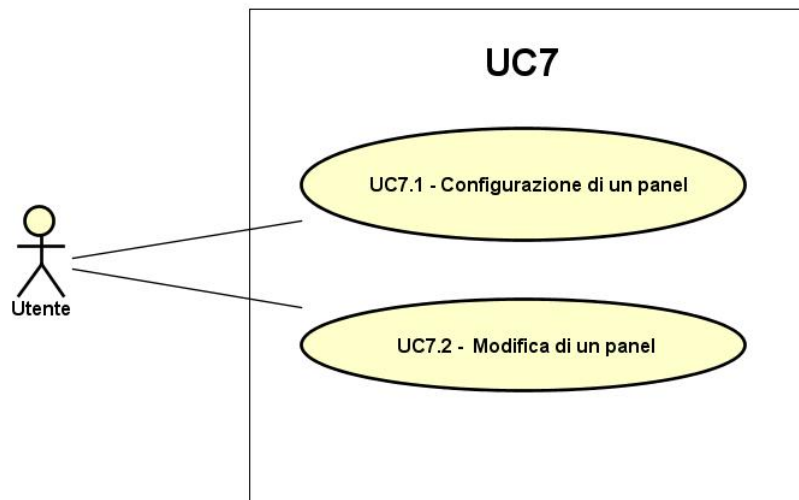 UC7
UC7.1 - Configurazione di un panel
Utente
UC7.2 - Modifica di un panel